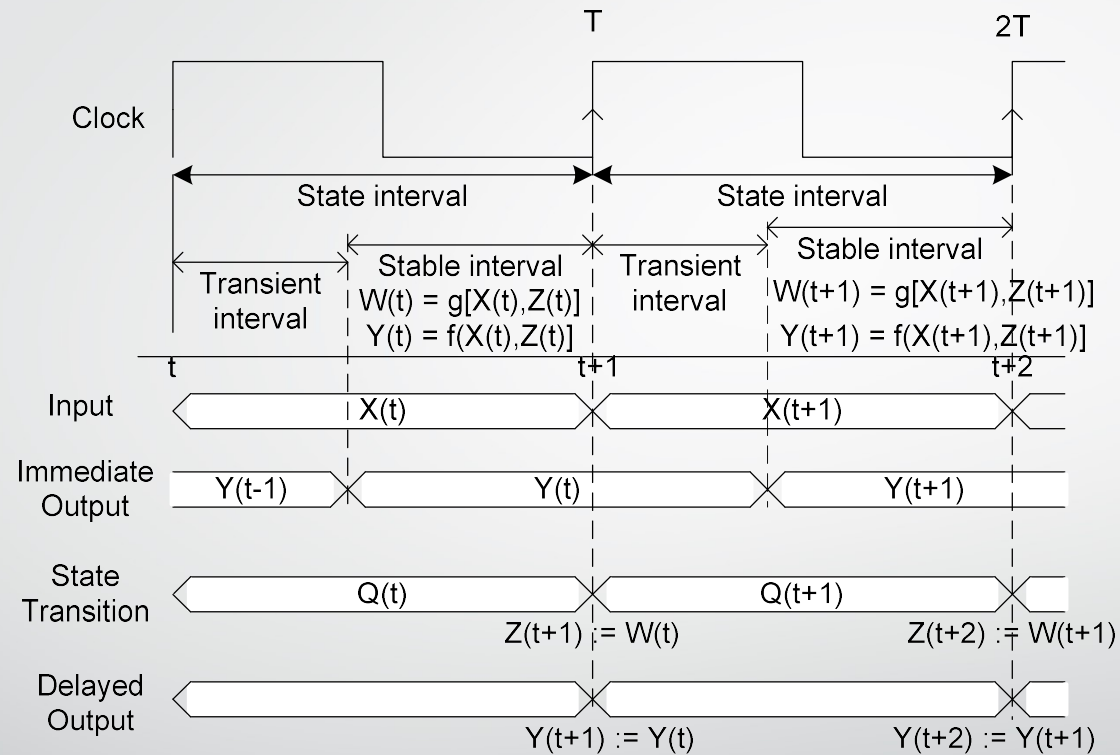 T
2T
Clock
State interval
State interval
Transient
interval
Stable interval
W(t) = g[X(t),Z(t)]
Y(t) = f(X(t),Z(t)]
Transient
interval
Stable interval
W(t+1) = g[X(t+1),Z(t+1)]
Y(t+1) = f(X(t+1),Z(t+1)]
t
t+1
t+2
Input
X(t)
X(t+1)
Immediate
Output
Y(t-1)
Y(t)
Y(t+1)
State
Transition
Q(t)
Q(t+1)
Z(t+1) := W(t)
Z(t+2) := W(t+1)
Delayed
Output
Y(t+1) := Y(t)
Y(t+2) := Y(t+1)